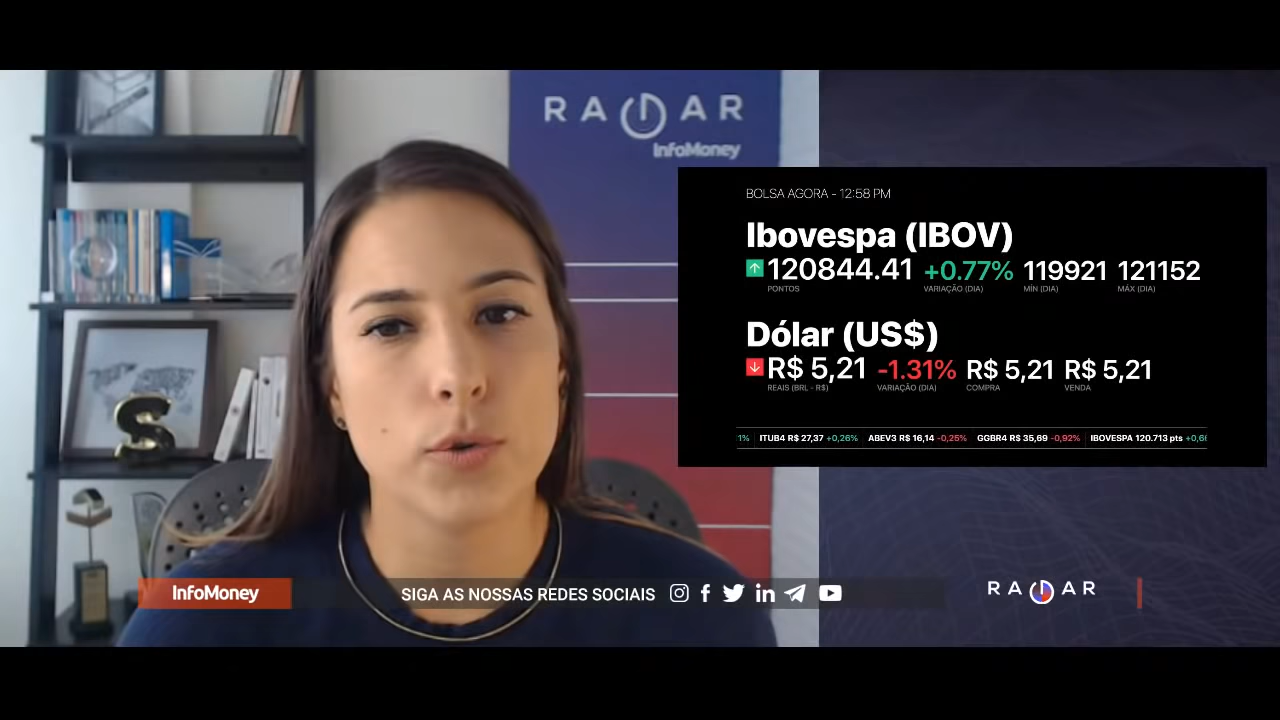 RADAR
InfoMoney
BOLSA AGORA - 12:58 PM
Ibovespa (IBOV)
120844.41 +0.77% 119921 121152
PONTOS VARIAÇÃO (DIA) MÍN (DIA) MÁX (DIA)
Dólar (US$)
R$ 5,21 -1.31% R$ 5,21 R$ 5,21
REAIS (BRL - R$) VARIAÇÃO (DIA) COMPRA VENDA
1% ITUB4 R$ 27,37 +0,26% ABEV3 R$ 16,14 -0,25% GGBR4 R$ 35,69 -0,92% IBOVESPA 120.713 pts +0,6
S
InfoMoney SIGA AS NOSSAS REDES SOCIAIS RADAR